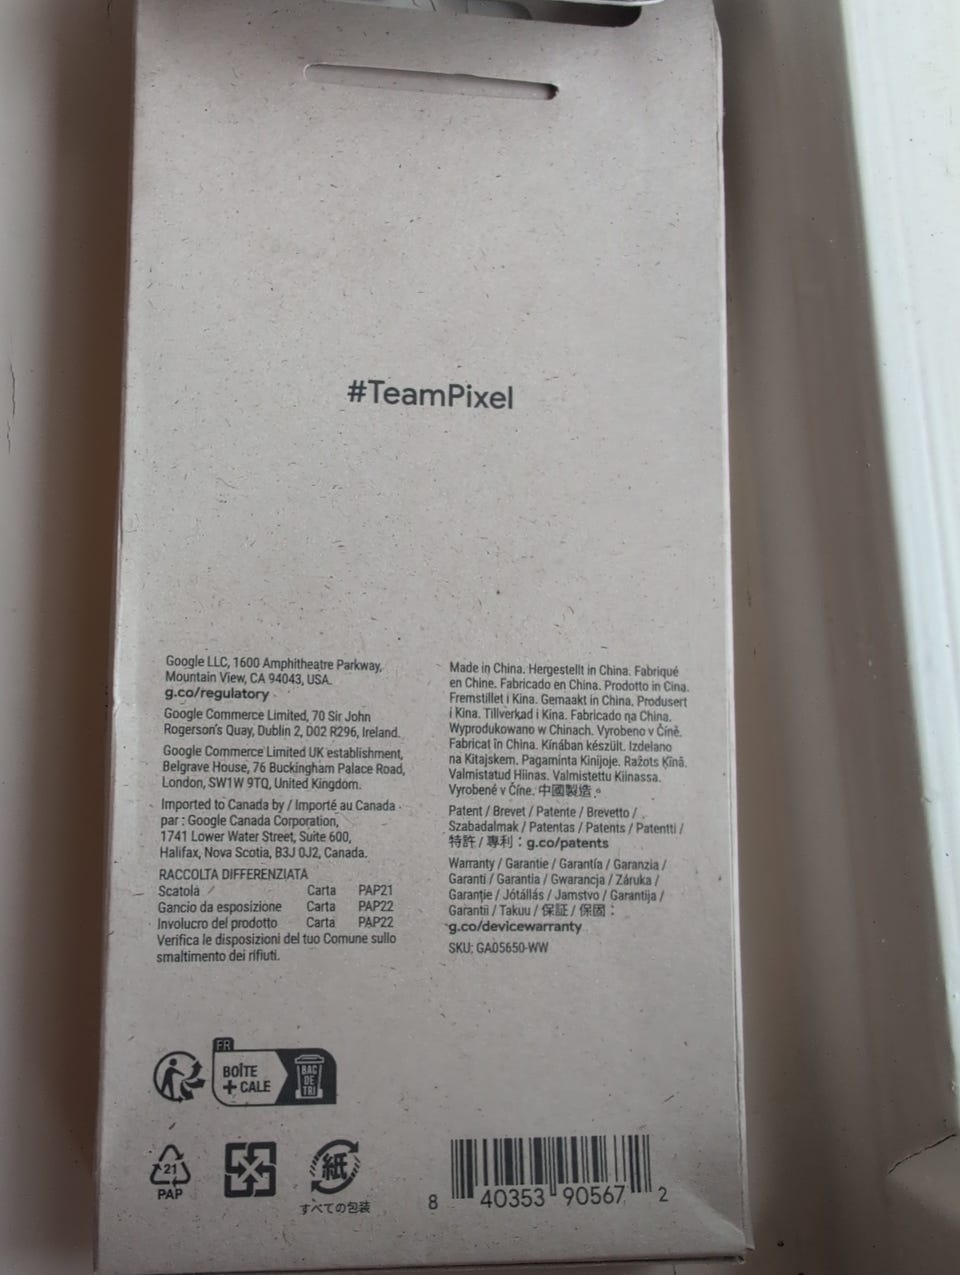 #TeamPixel
Google LLC, 1600 Amphitheatre Parkway,
Mountain View, CA 94043, USA.
g.co/regulatory
Google Commerce Limited, 70 Sir John
Rogerson's Quay, Dublin 2, D02 R296, Ireland.
Google Commerce Limited UK establishment,
Belgrave House, 76 Buckingham Palace Road,
London, SW1W 9TQ, United Kingdom.
Imported to Canada by / Importé au Canada
par : Google Canada Corporation,
1741 Lower Water Street, Suite 600,
Halifax, Nova Scotia, B3J 0J2, Canada.
RACCOLTA DIFFERENZIATA
Scatola Carta PAP21
Gancio da esposizione Carta PAP22
Involucro del prodotto Carta PAP22
Verifica le disposizioni del tuo Comune sullo
smaltimento dei rifiuti.
Made in China. Hergestellt in China. Fabriqué
en Chine. Fabricado en China. Prodotto in Cina.
Fremstillet i Kina. Gemaakt in China. Produsert
i Kina. Tillverkad i Kina. Fabricado na China.
Wyprodukowano w Chinach. Vyrobeno v Číně.
Fabricat în China. Kínában készült. Izdelano
na Kitajskem. Pagaminta Kinijoje. Ražots Ķīnā.
Valmistatud Hiinas. Valmistettu Kiinassa.
Vyrobené v Číne. 中國製造。
Patent / Brevet / Patente / Brevetto /
Szabadalmak / Patentas / Patents / Patentti /
特許 / 專利：g.co/patents
Warranty / Garantie / Garantía / Garanzia /
Garanti / Garantia / Gwarancja / Záruka /
Garanție / Jótállás / Jamstvo / Garantija /
Garantii / Takuu / 保証 / 保固：
g.co/devicewarranty
SKU: GA05650-WW
FR
BOÎTE
+ CALE
BAC
DE
TRI
21
PAP
紙
すべての包装
8 40353 90567 2